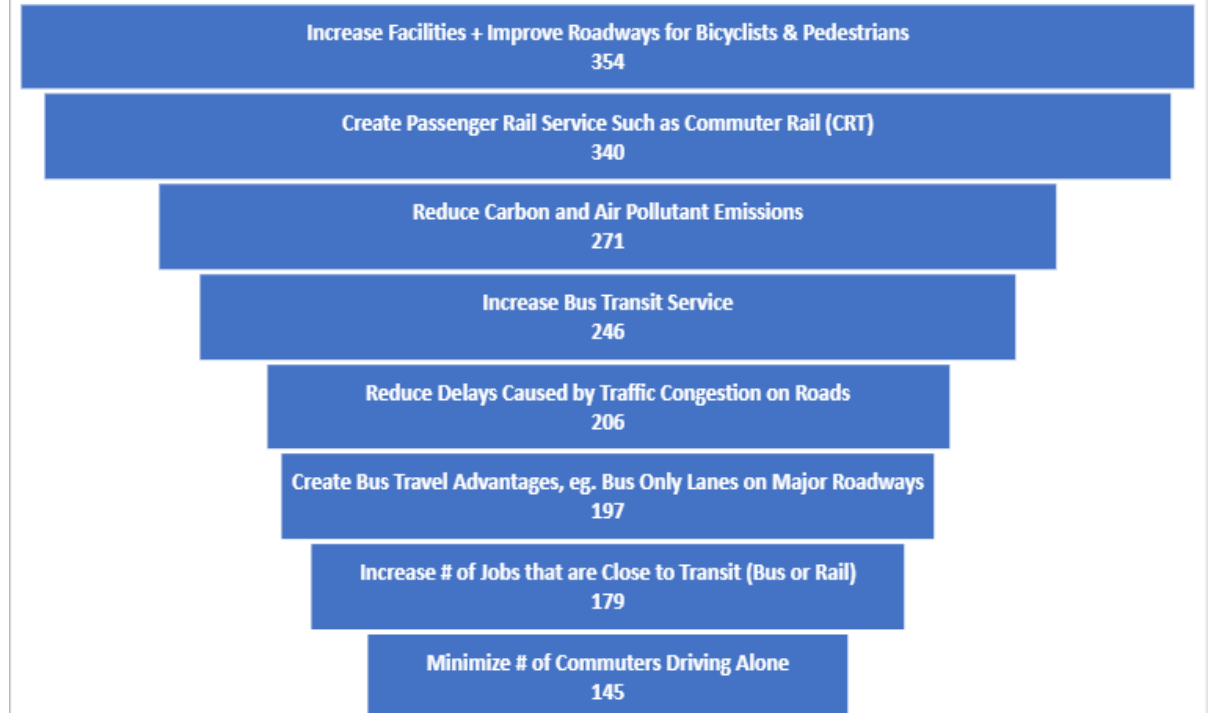 Increase Facilities + Improve Roadways for Bicyclists & Pedestrians
354
Create Passenger Rail Service Such as Commuter Rail (CRT)
340
Reduce Carbon and Air Pollutant Emissions
271
Increase Bus Transit Service
246
Reduce Delays Caused by Traffic Congestion on Roads
206
Create Bus Travel Advantages, eg. Bus Only Lanes on Major Roadways
197
Increase # of Jobs that are Close to Transit (Bus or Rail)
179
Minimize # of Commuters Driving Alone
145